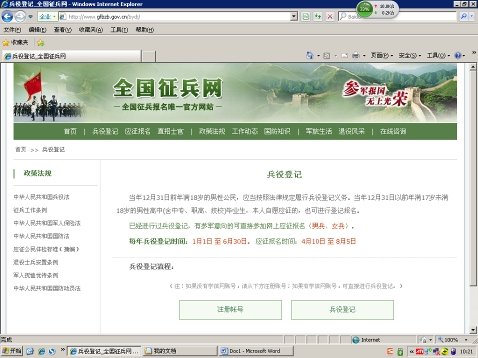 兵役登记_全国征兵网 - Windows Internet Explorer
http://www.gfbzb.gov.cn/bydj/
文件(F) 编辑(E) 查看(V) 收藏夹(A) 工具(T) 帮助(H)
收藏夹
兵役登记_全国征兵网
页面(P) 安全(S) 工具(O)
全国征兵网
全国征兵报名唯一官方网站
参军报国
无上光荣
首页 | 兵役登记 应征报名 直招士官 | 政策法规 工作动态 国防知识 | 军旅生活 退役风采 | 在线咨询
首页 >> 兵役登记
政策法规
中华人民共和国兵役法
征兵工作条例
中华人民共和国军人保险法
中华人民共和国国防法
应征公民体检标准(摘编)
退役士兵安置条例
军人抚恤优待条例
中华人民共和国国防动员法
兵役登记
当年12月31日前年满18岁的男性公民,应当按照法律规定履行兵役登记义务。当年12月31日以前年满17岁未满
18岁的男性高中(含中专、职高、技校)毕业生,本人自愿应征的,也可进行登记报名。
已经进行过兵役登记,有参军意向的可直接参加网上应征报名(男兵、女兵)。
每年兵役登记时间:1月1日 至 6月30日。 应征报名时间:4月10日 至 8月5日
兵役登记流程:
(注:如果没有学信网账号,请点下方注册账号;如果有学信网账号,可直接进行兵役登记。)
注册帐号
兵役登记
完成
Internet
100%
开始
兵役登记_全国征兵网...
我的文档
Doc1 - Microsoft Word
10:21